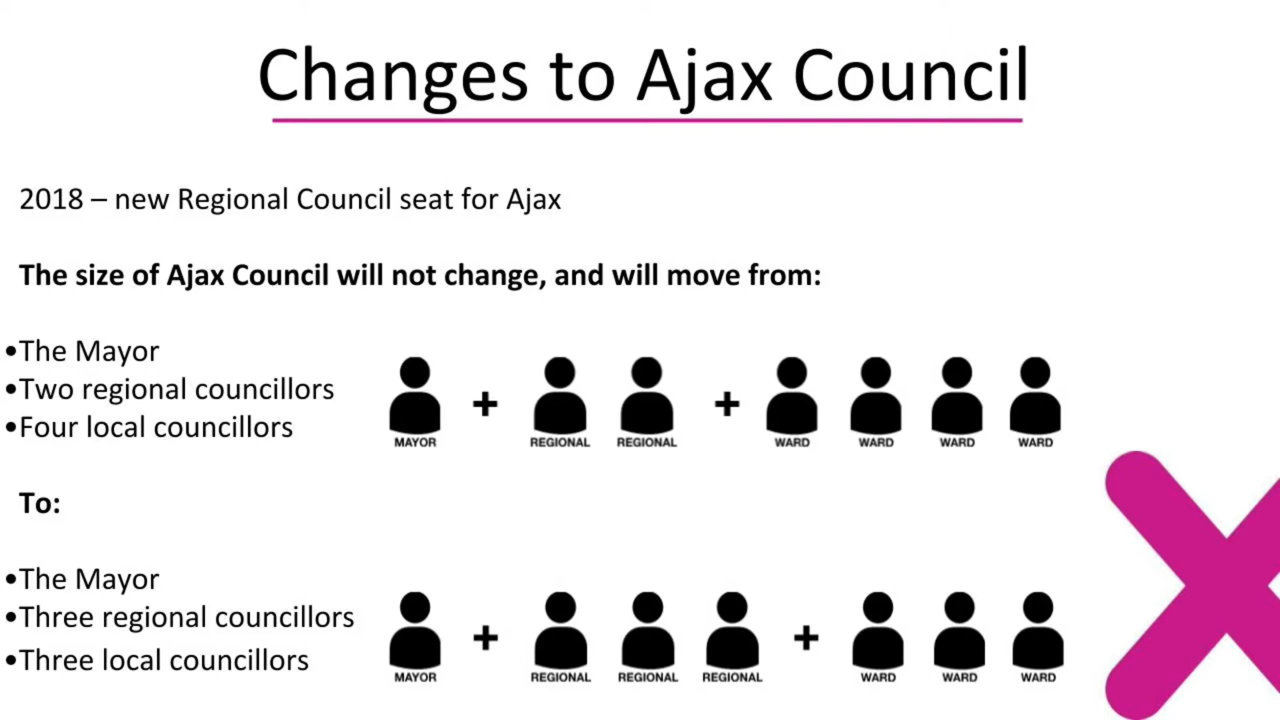 Changes to Ajax Council
2018 – new Regional Council seat for Ajax
The size of Ajax Council will not change, and will move from:
•The Mayor
•Two regional councillors
•Four local councillors
MAYOR + REGIONAL REGIONAL + WARD WARD WARD WARD
To:
•The Mayor
•Three regional councillors
•Three local councillors
MAYOR + REGIONAL REGIONAL REGIONAL + WARD WARD WARD